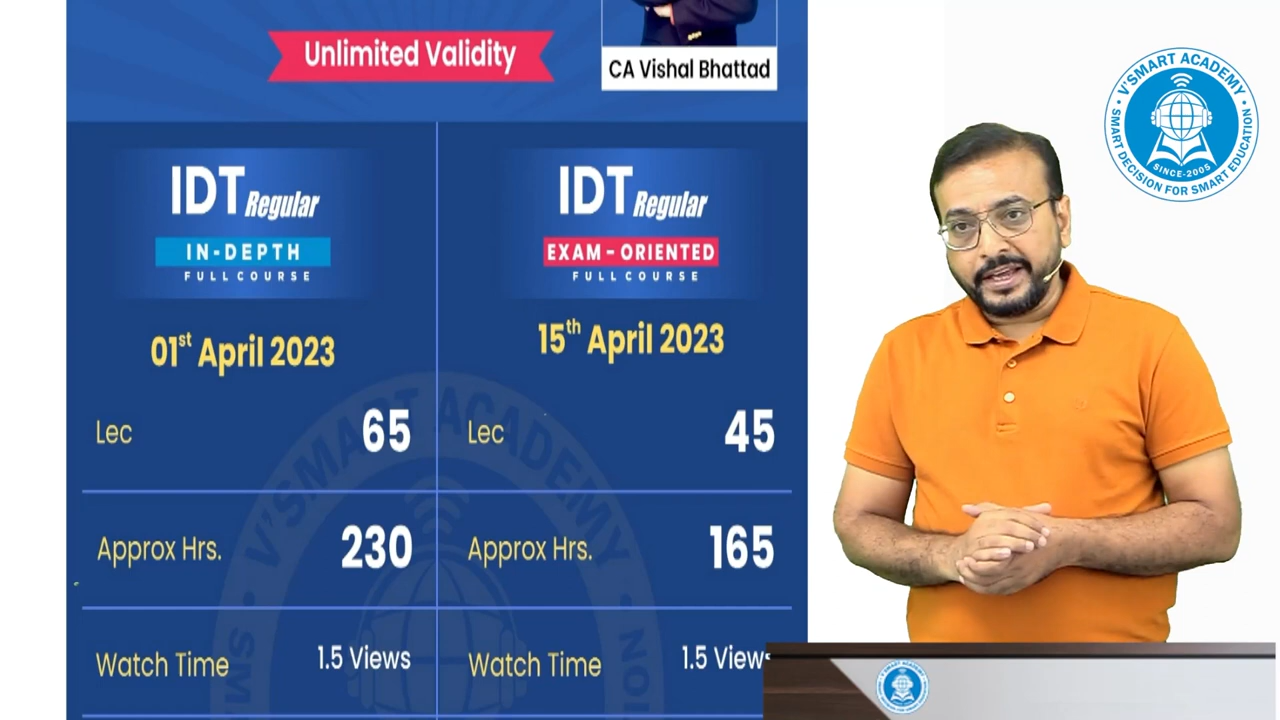 Unlimited Validity
CA Vishal Bhattad
IDT Regular
IN-DEPTH
FULL COURSE
01st April 2023
Lec 65
Approx Hrs. 230
Watch Time 1.5 Views
IDT Regular
EXAM-ORIENTED
FULL COURSE
15th April 2023
Lec 45
Approx Hrs. 165
Watch Time 1.5 Views
V'SMART ACADEMY
SMART DECISION FOR SMART EDUCATION
SINCE-2005